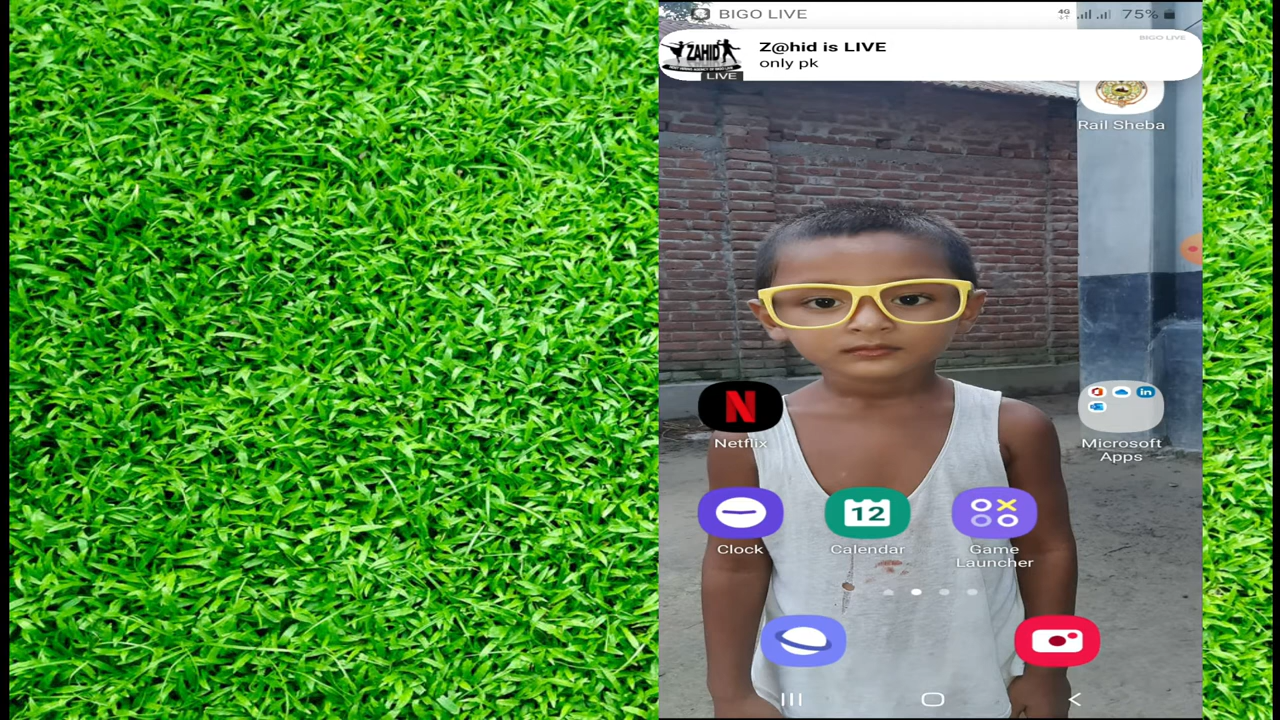 BIGO LIVE
4G
75%
BIGO LIVE
Z@hid is LIVE
only pk
ZAHID
LIVE
Rail Sheba
N
Netflix
in
Microsoft
Apps
12
Clock
Calendar
Game
Launcher